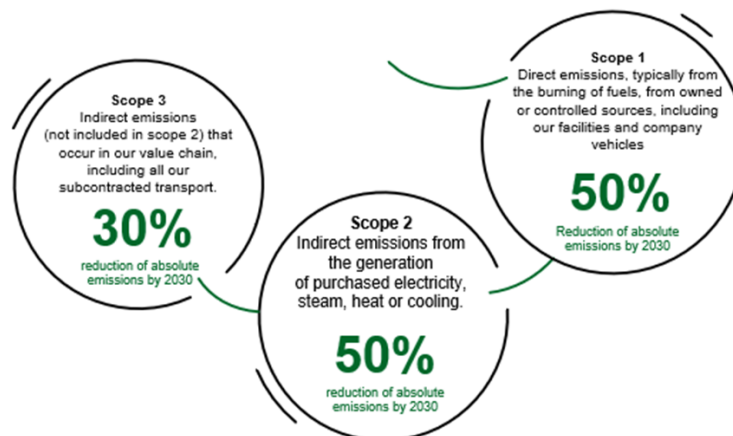 Scope 3
Indirect emissions
(not included in scope 2) that
occur in our value chain,
including all our
subcontracted transport.
30%
reduction of absolute
emissions by 2030
Scope 2
Indirect emissions from
the generation
of purchased electricity,
steam, heat or cooling.
50%
reduction of absolute
emissions by 2030
Scope 1
Direct emissions, typically from
the burning of fuels, from owned
or controlled sources, including
our facilities and company
vehicles
50%
Reduction of absolute
emissions by 2030